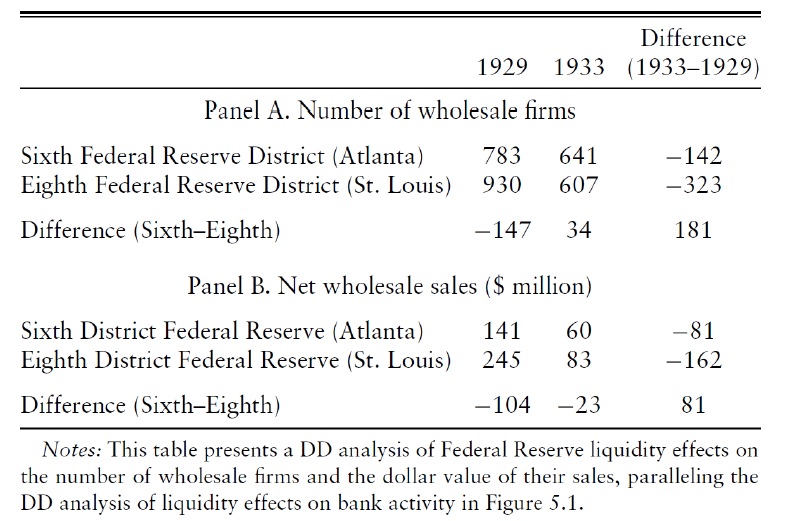 Difference
1929 1933 (1933–1929)
Panel A. Number of wholesale firms
Sixth Federal Reserve District (Atlanta) 783 641 −142
Eighth Federal Reserve District (St. Louis) 930 607 −323
Difference (Sixth–Eighth) −147 34 181
Panel B. Net wholesale sales ($ million)
Sixth District Federal Reserve (Atlanta) 141 60 −81
Eighth District Federal Reserve (St. Louis) 245 83 −162
Difference (Sixth–Eighth) −104 −23 81
Notes: This table presents a DD analysis of Federal Reserve liquidity effects on
the number of wholesale firms and the dollar value of their sales, paralleling the
DD analysis of liquidity effects on bank activity in Figure 5.1.